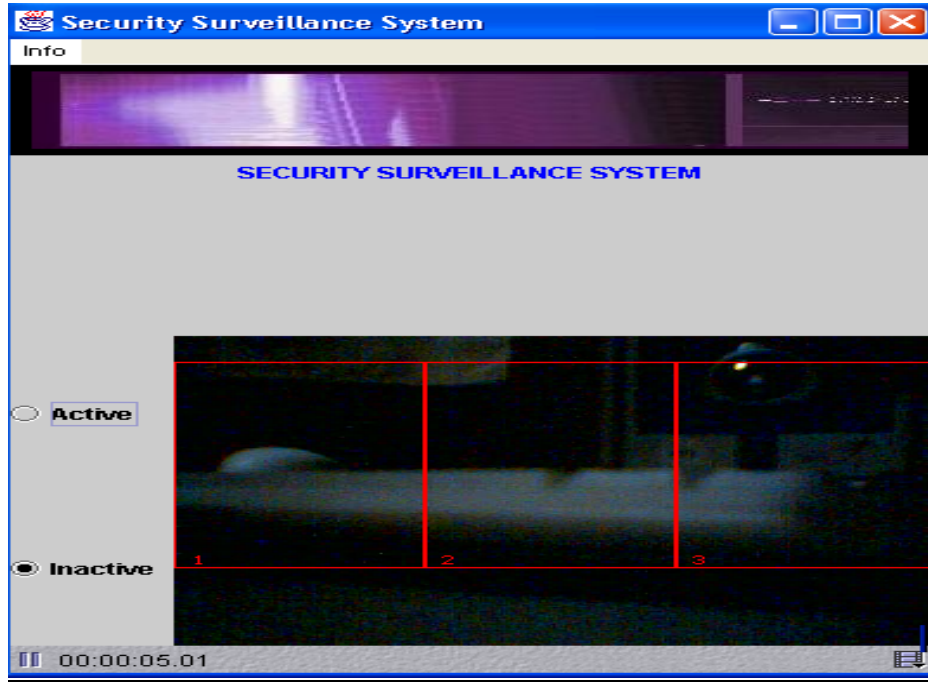 Security Surveillance System
Info
SECURITY SURVEILLANCE SYSTEM
Active
1 2 3
Inactive
00:00:05.01